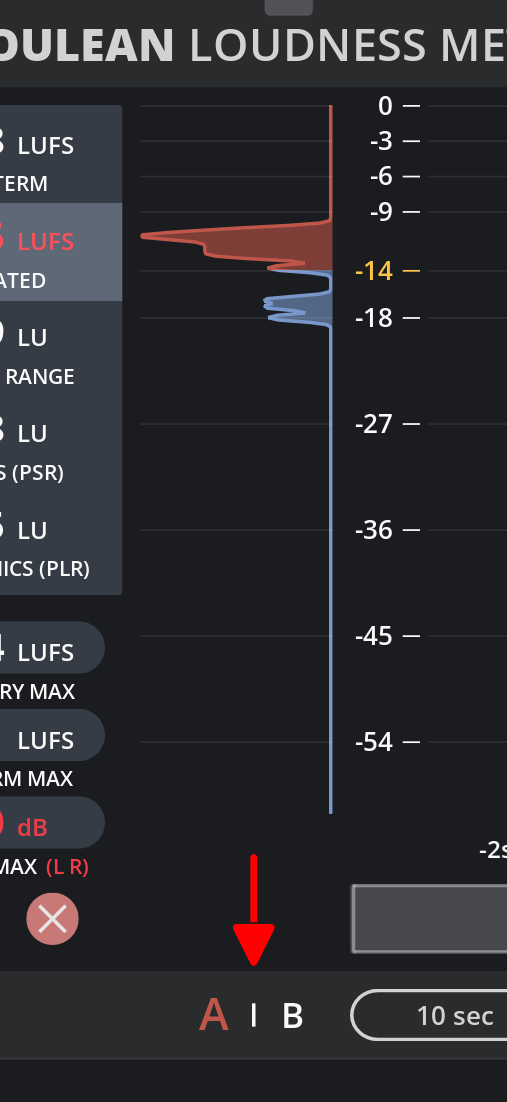 OULEAN LOUDNESS ME
LUFS
TERM
LUFS
ATED
LU
RANGE
LU
S (PSR)
LU
ICS (PLR)
LUFS
RY MAX
LUFS
RM MAX
dB
MAX (L R)
0
-3
-6
-9
-14
-18
-27
-36
-45
-54
-2s
A | B
10 sec